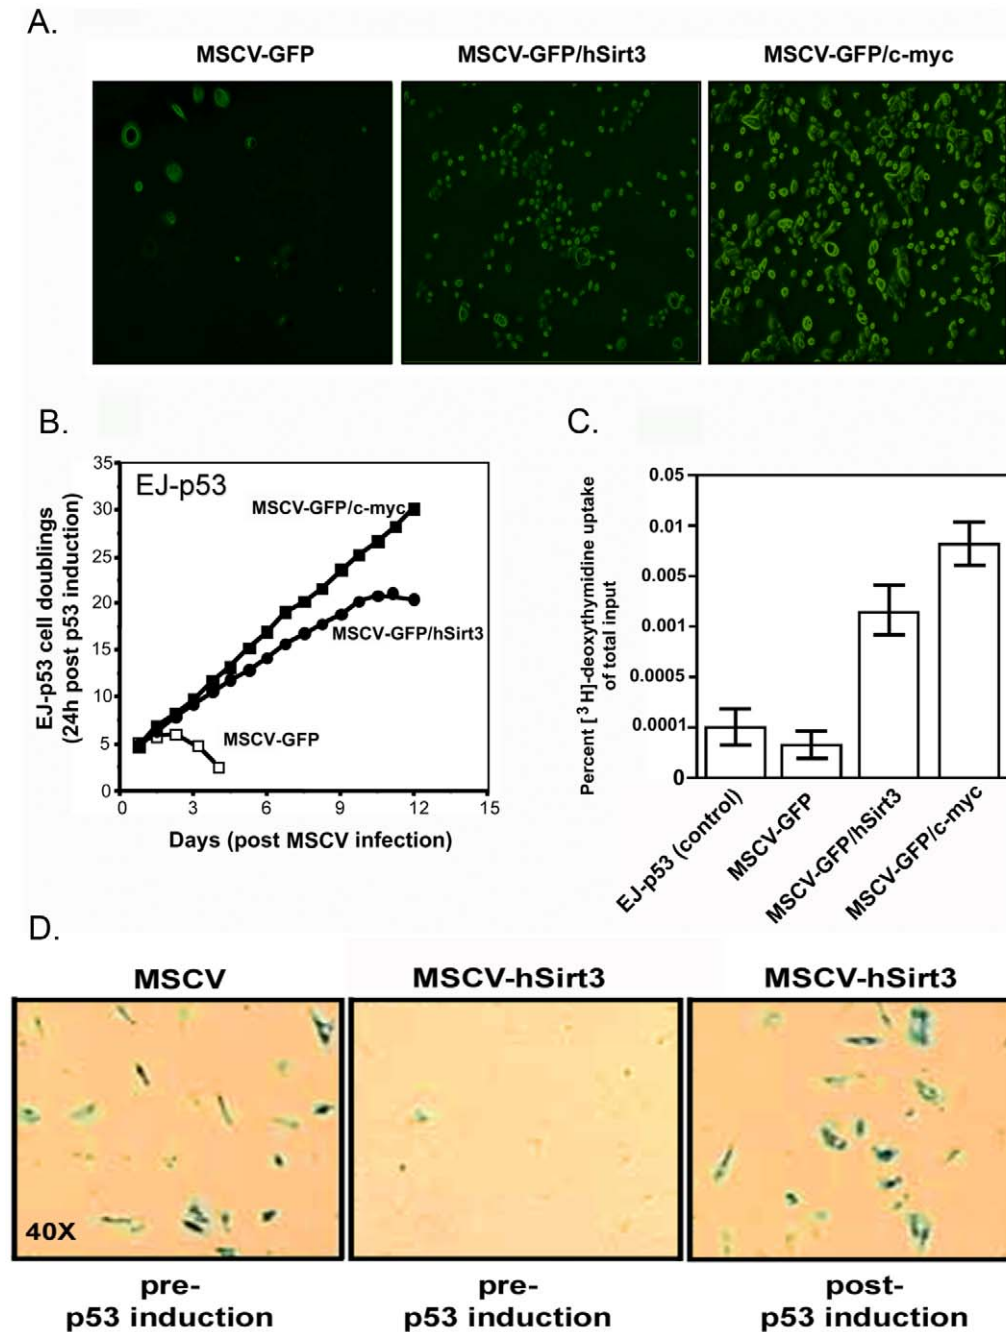 A.
MSCV-GFP
MSCV-GFP/hSirt3
MSCV-GFP/c-myc
B.
EJ-p53 cell doublings
(24h post p53 induction)
35
30
25
20
15
10
5
0
EJ-p53
MSCV-GFP/c-myc
MSCV-GFP/hSirt3
MSCV-GFP
0
3
6
9
12
15
Days (post MSCV infection)
C.
Percent [³H]-deoxythymidine uptake
of total input
0.05
0.01
0.005
0.001
0.0005
0.0001
0
EJ-p53 (control)
MSCV-GFP
MSCV-GFP/hSirt3
MSCV-GFP/c-myc
D.
MSCV
MSCV-hSirt3
MSCV-hSirt3
40X
pre-
p53 induction
pre-
p53 induction
post-
p53 induction